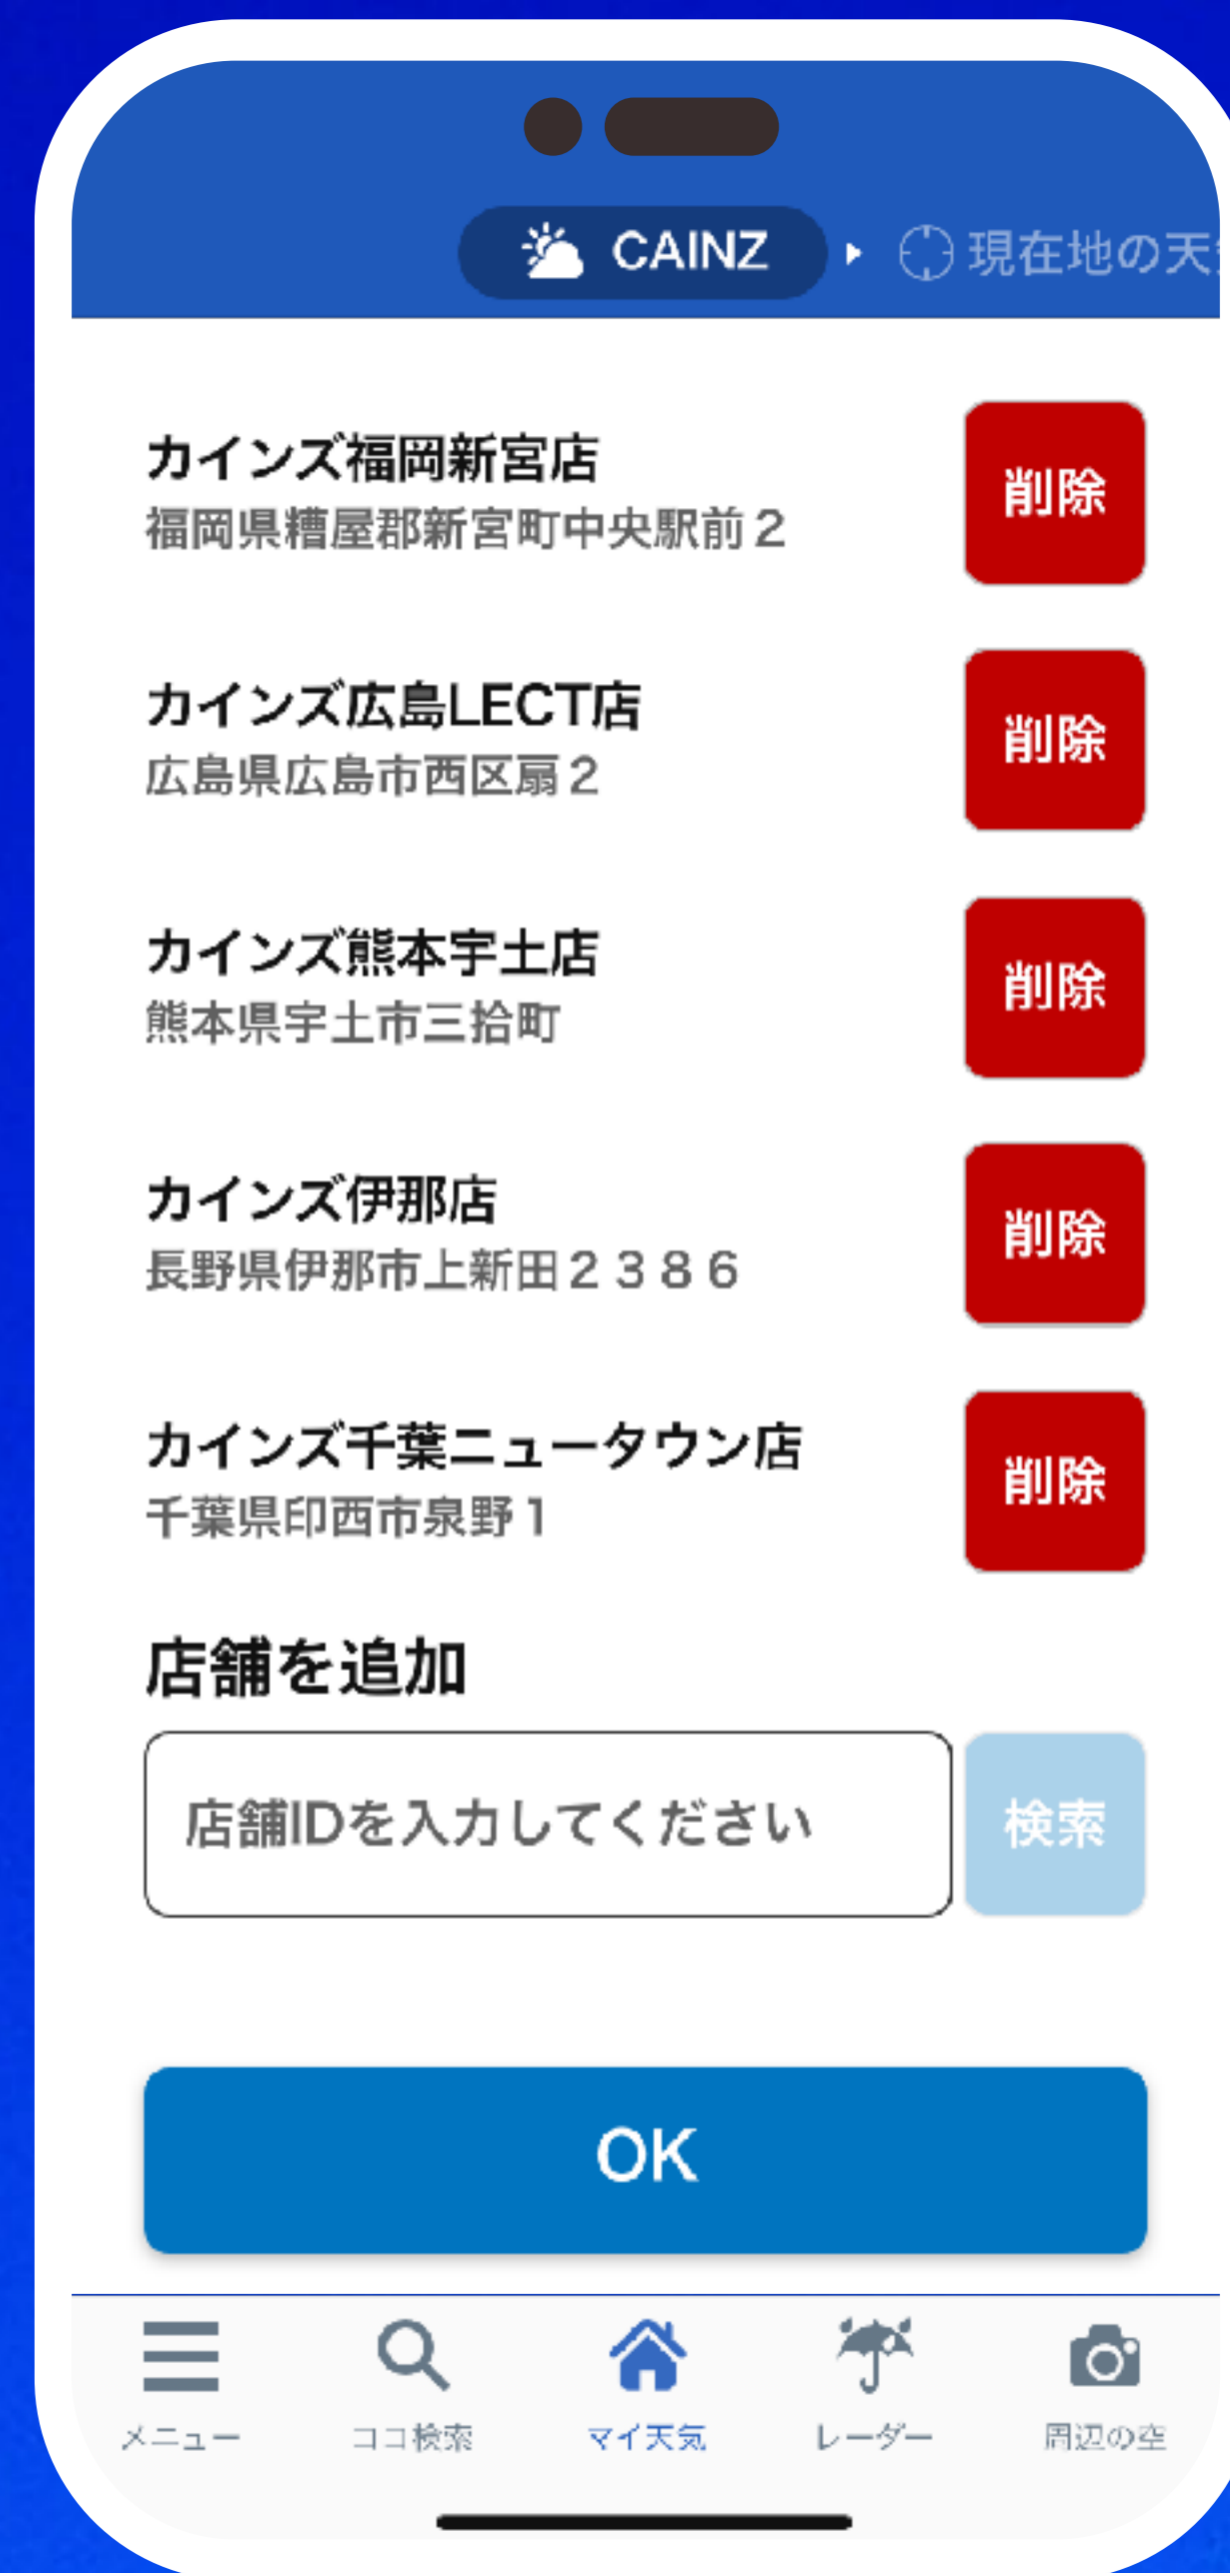 CAINZ
現在地の天
カインズ福岡新宮店
福岡県糟屋郡新宮町中央駅前２
削除
カインズ広島LECT店
広島県広島市西区扇２
削除
カインズ熊本宇土店
熊本県宇土市三拾町
削除
カインズ伊那店
長野県伊那市上新田２３８６
削除
カインズ千葉ニュータウン店
千葉県印西市泉野１
削除
店舗を追加
店舗IDを入力してください
検索
OK
メニュー
ココ検索
マイ天気
レーダー
周辺の空